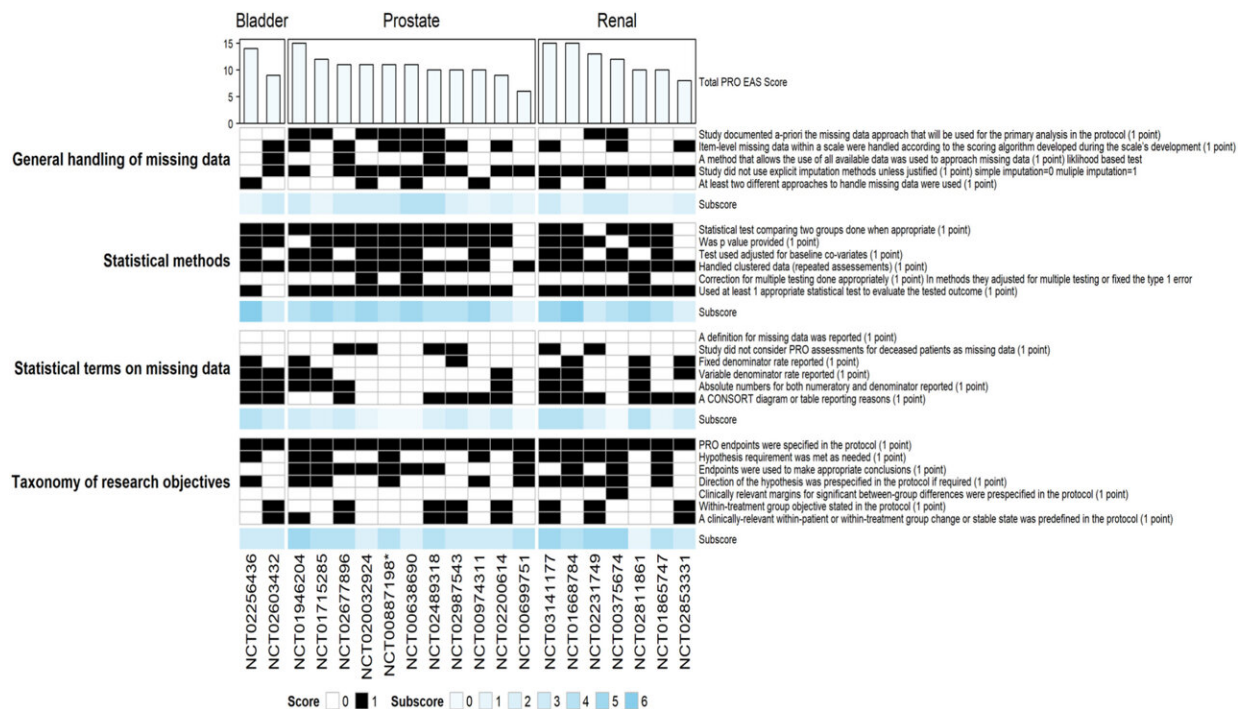 Bladder Prostate Renal
15
10
5
0
Total PRO EAS Score
General handling of missing data
Study documented a-priori the missing data approach that will be used for the primary analysis in the protocol (1 point)
Item-level missing data within a scale were handled according to the scoring algorithm developed during the scale's development (1 point)
A method that allows the use of all available data was used to approach missing data (1 point) liklihood based test
Study did not use explicit imputation methods unless justified (1 point) simple imputation=0 muliple imputation=1
At least two different approaches to handle missing data were used (1 point)
Subscore
Statistical methods
Statistical test comparing two groups done when appropriate (1 point)
Was p value provided (1 point)
Test used adjusted for baseline co-variates (1 point)
Handled clustered data (repeated assessements) (1 point)
Correction for multiple testing done appropriately (1 point) In methods they adjusted for multiple testing or fixed the type 1 error
Used at least 1 appropriate statistical test to evaluate the tested outcome (1 point)
Subscore
Statistical terms on missing data
A definition for missing data was reported (1 point)
Study did not consider PRO assessments for deceased patients as missing data (1 point)
Fixed denominator rate reported (1 point)
Variable denominator rate reported (1 point)
Absolute numbers for both numeratory and denominator reported (1 point)
A CONSORT diagram or table reporting reasons (1 point)
Subscore
Taxonomy of research objectives
PRO endpoints were specified in the protocol (1 point)
Hypothesis requirement was met as needed (1 point)
Endpoints were used to make appropriate conclusions (1 point)
Direction of the hypothesis was prespecified in the protocol if required (1 point)
Clinically relevant margins for significant between-group differences were prespecified in the protocol (1 point)
Within-treatment group objective stated in the protocol (1 point)
A clinically-relevant within-patient or within-treatment group change or stable state was predefined in the protocol (1 point)
Subscore
NCT02256436
NCT02603432
NCT01946204
NCT01715285
NCT02677896
NCT020032924
NCT00887198*
NCT00638690
NCT02489318
NCT02987543
NCT00974311
NCT02200614
NCT00699751
NCT03141177
NCT01668784
NCT02231749
NCT00375674
NCT02811861
NCT01865747
NCT02853331
Score 0 1 Subscore 0 1 2 3 4 5 6